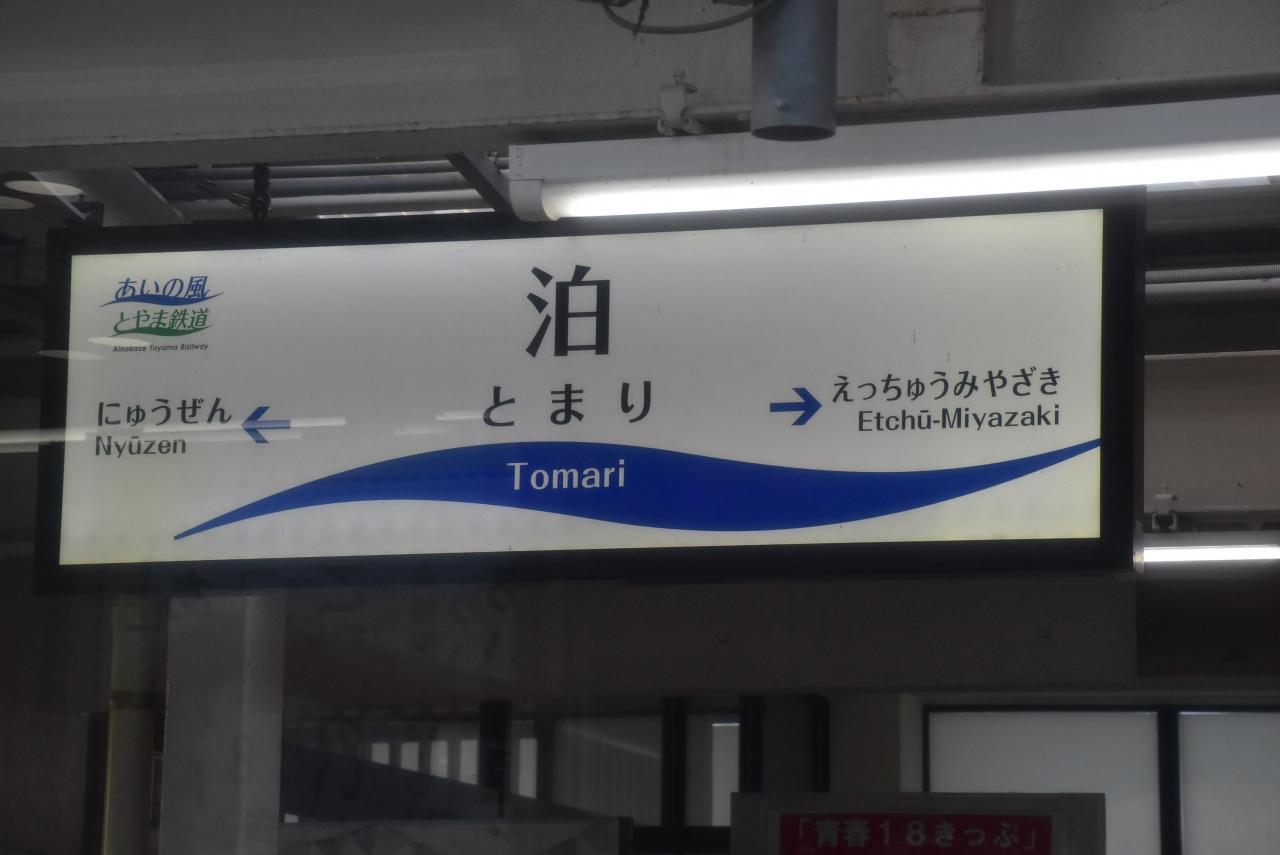 あいの風
とやま鉄道
Ainokaze Toyama Railway
泊
とまり
にゅうぜん
Nyūzen
えっちゅうみやざき
Etchū-Miyazaki
Tomari
「青春18きっぷ」